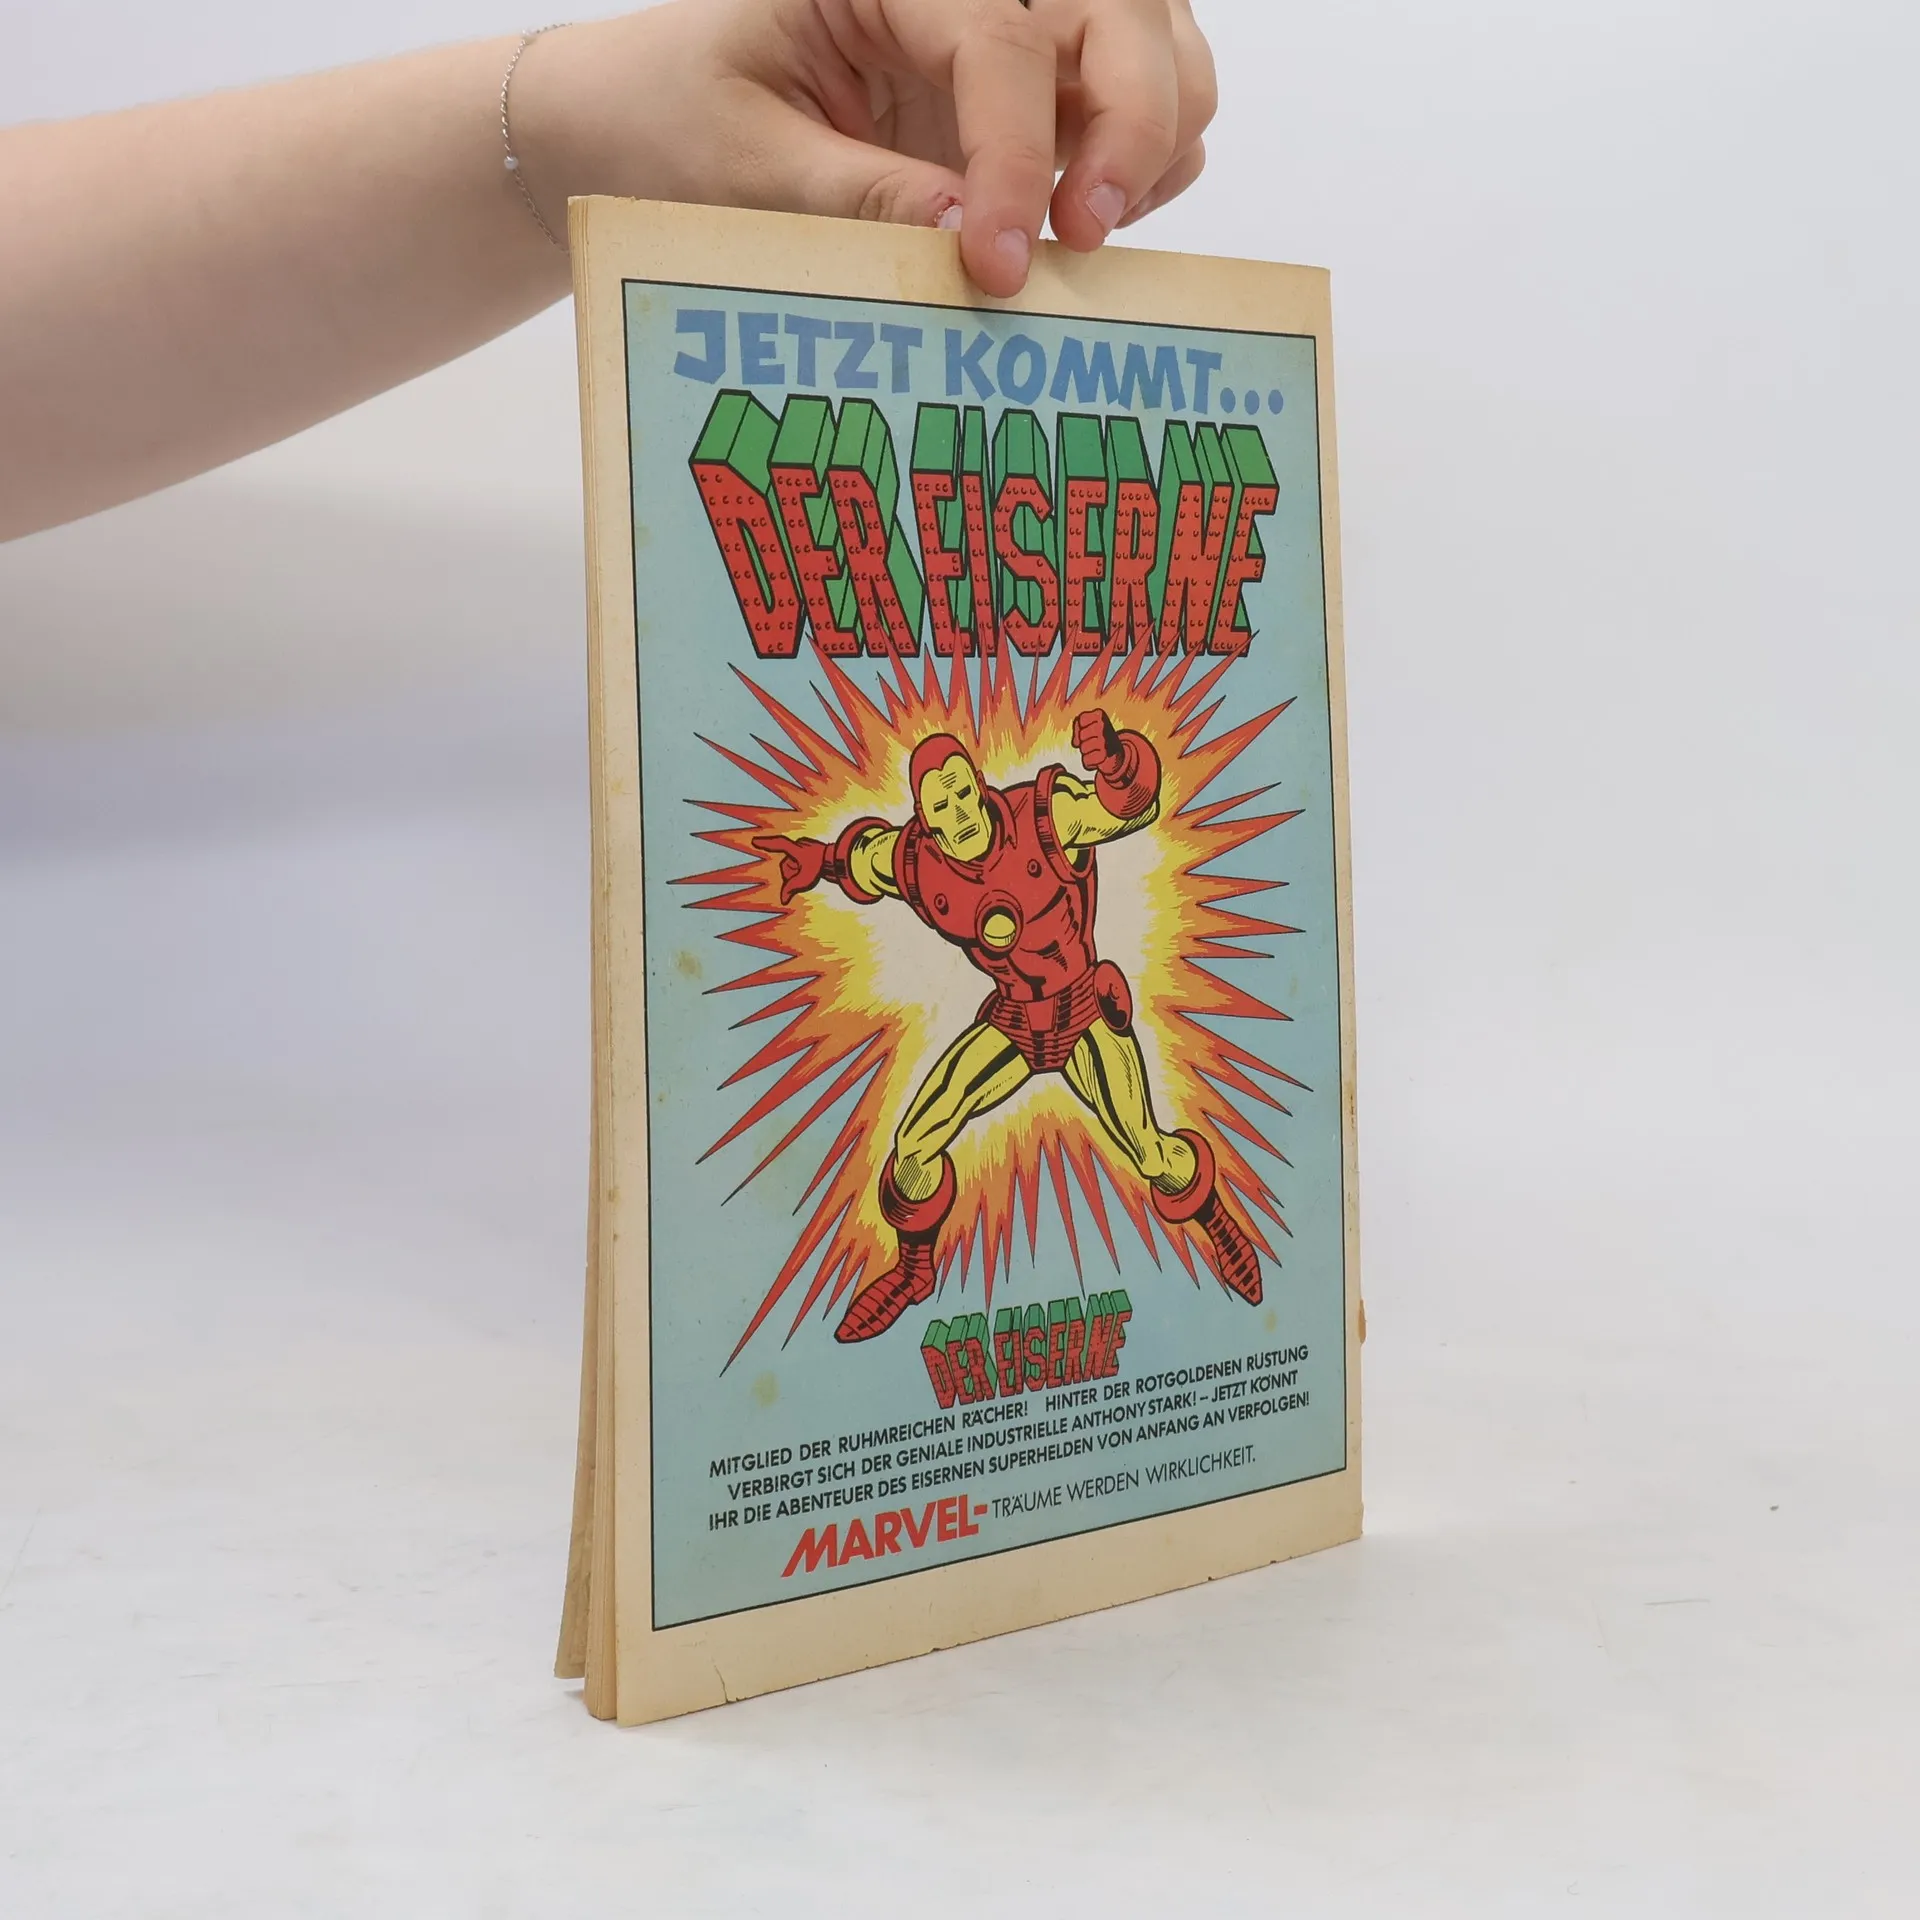 JETZT KOMMT...
DER EISERNE
DER EISERNE
MITGLIED DER RUHMREICHEN RÄCHER! HINTER DER ROTGOLDENEN RÜSTUNG
VERBIRGT SICH DER GENIALE INDUSTRIELLE ANTHONY STARK! – JETZT KÖNNT
IHR DIE ABENTEUER DES EISERNEN SUPERHELDEN VON ANFANG AN VERFOLGEN!
MARVEL-TRÄUME WERDEN WIRKLICHKEIT.